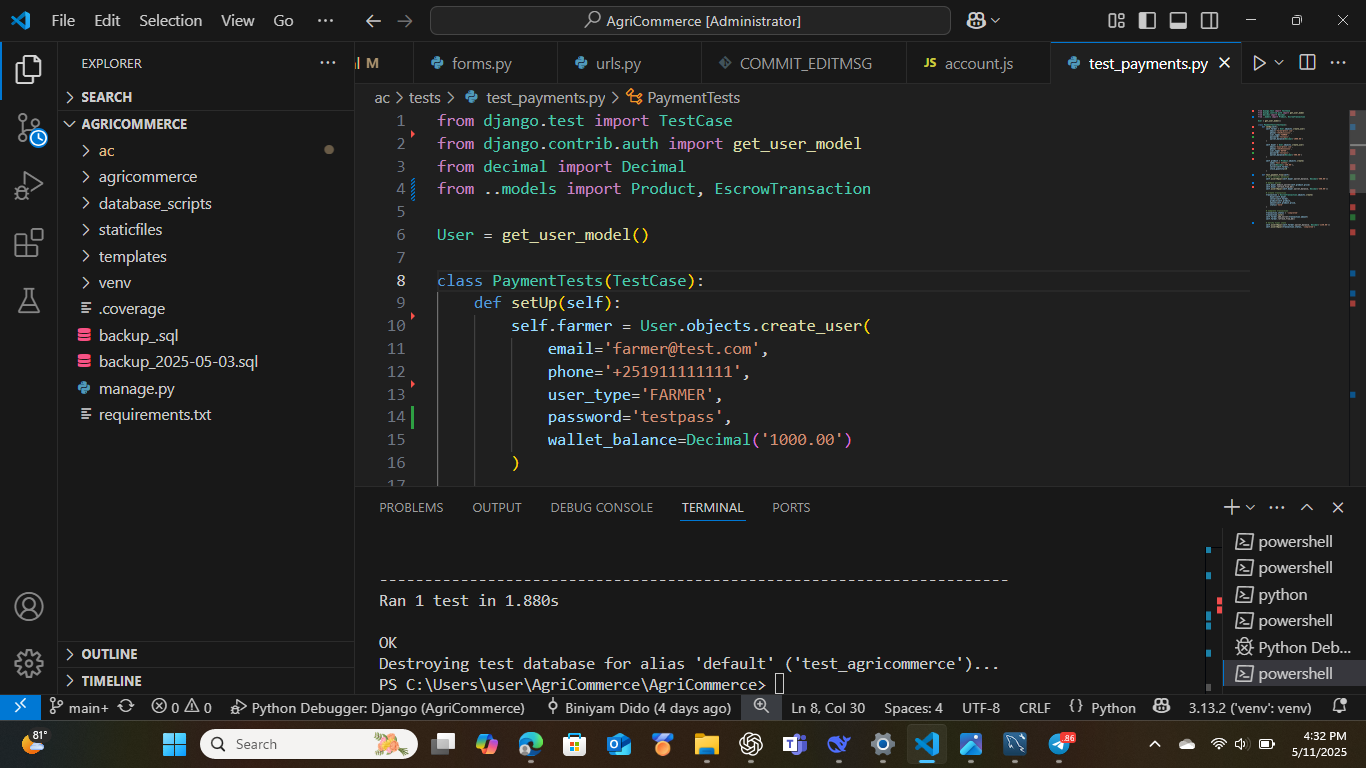 File Edit Selection View Go ··· AgriCommerce [Administrator]
EXPLORER ···
SEARCH
AGRICOMMERCE
ac
agricommerce
database_scripts
staticfiles
templates
venv
.coverage
backup_.sql
backup_2025-05-03.sql
manage.py
requirements.txt
OUTLINE
TIMELINE
al M forms.py urls.py COMMIT_EDITMSG JS account.js test_payments.py
ac > tests > test_payments.py > PaymentTests
1 from django.test import TestCase
2 from django.contrib.auth import get_user_model
3 from decimal import Decimal
4 from ..models import Product, EscrowTransaction
5
6 User = get_user_model()
7
8 class PaymentTests(TestCase):
9 def setUp(self):
10 self.farmer = User.objects.create_user(
11 email='farmer@test.com',
12 phone='+251911111111',
13 user_type='FARMER',
14 password='testpass',
15 wallet_balance=Decimal('1000.00')
16 )
17
PROBLEMS OUTPUT DEBUG CONSOLE TERMINAL PORTS
----------------------------------------------------------------------
Ran 1 test in 1.880s
OK
Destroying test database for alias 'default' ('test_agricommerce')...
PS C:\Users\user\AgriCommerce\AgriCommerce>
powershell
powershell
python
powershell
Python Deb...
powershell
main+ 0 0 Python Debugger: Django (AgriCommerce) Biniyam Dido (4 days ago) Ln 8, Col 30 Spaces: 4 UTF-8 CRLF {} Python 3.13.2 ('venv': venv)
81° Search .86 4:32 PM
5/11/2025